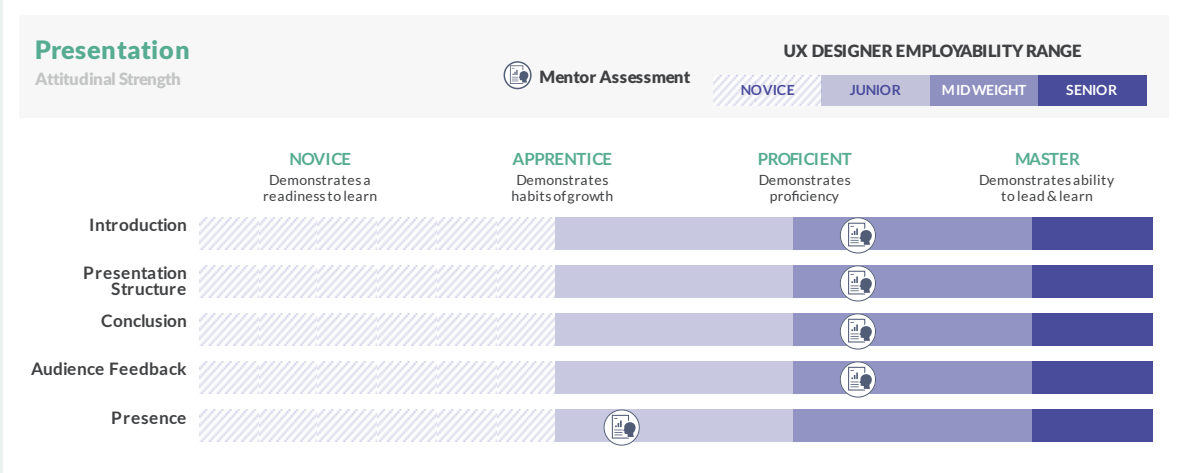 Presentation
Attitudinal Strength
Mentor Assessment
UX DESIGNER EMPLOYABILITY RANGE
NOVICE JUNIOR MIDWEIGHT SENIOR
NOVICE APPRENTICE PROFICIENT MASTER
Demonstrates a Demonstrates Demonstrates Demonstrates ability
readiness to learn habits of growth proficiency to lead & learn
Introduction
Presentation
Structure
Conclusion
Audience Feedback
Presence